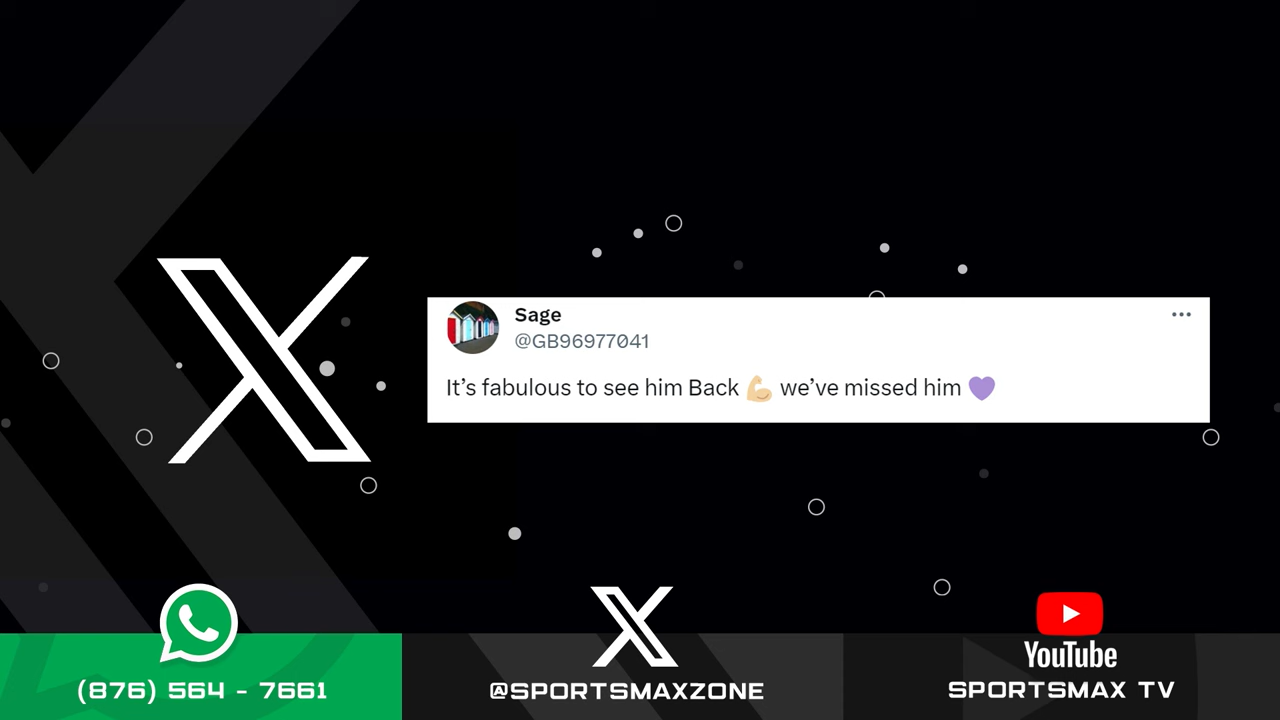 Sage
@GB96977041
It’s fabulous to see him Back 💪🏼 we’ve missed him 💜
(876) 564 - 7661
@SPORTSMAXZONE
YouTube
SPORTSMAX TV